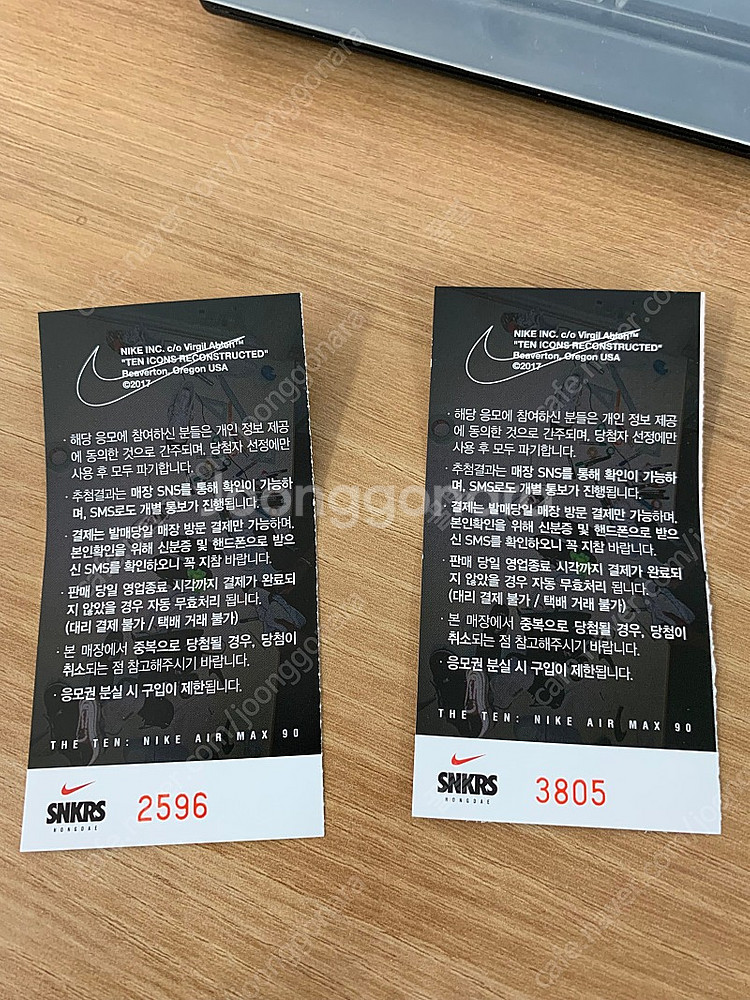 NIKE INC. c/o Virgil Abloh™
"TEN ICONS RECONSTRUCTED"
Beaverton, Oregon USA
©2017
· 해당 응모에 참여하신 분들은 개인 정보 제공
에 동의한 것으로 간주되며, 당첨자 선정에만
사용 후 모두 파기합니다.
· 추첨결과는 매장 SNS를 통해 확인이 가능하
며, SMS로도 개별 통보가 진행됩니다.
· 결제는 발매당일 매장 방문 결제만 가능하며,
본인확인을 위해 신분증 및 핸드폰으로 받으
신 SMS를 확인하오니 꼭 지참 바랍니다.
· 판매 당일 영업종료 시각까지 결제가 완료되
지 않았을 경우 자동 무효처리 됩니다.
(대리 결제 불가 / 택배 거래 불가)
· 본 매장에서 중복으로 당첨될 경우, 당첨이
취소되는 점 참고해주시기 바랍니다.
· 응모권 분실 시 구입이 제한됩니다.
THE TEN: NIKE AIR MAX 90
SNKRS
HONGDAE
2596
NIKE INC. c/o Virgil Abloh™
"TEN ICONS RECONSTRUCTED"
Beaverton, Oregon USA
©2017
· 해당 응모에 참여하신 분들은 개인 정보 제공
에 동의한 것으로 간주되며, 당첨자 선정에만
사용 후 모두 파기합니다.
· 추첨결과는 매장 SNS를 통해 확인이 가능하
며, SMS로도 개별 통보가 진행됩니다.
· 결제는 발매당일 매장 방문 결제만 가능하며,
본인확인을 위해 신분증 및 핸드폰으로 받으
신 SMS를 확인하오니 꼭 지참 바랍니다.
· 판매 당일 영업종료 시각까지 결제가 완료되
지 않았을 경우 자동 무효처리 됩니다.
(대리 결제 불가 / 택배 거래 불가)
· 본 매장에서 중복으로 당첨될 경우, 당첨이
취소되는 점 참고해주시기 바랍니다.
· 응모권 분실 시 구입이 제한됩니다.
THE TEN: NIKE AIR MAX 90
SNKRS
HONGDAE
3805
joonggonara
cafe.naver.com/joonggonara